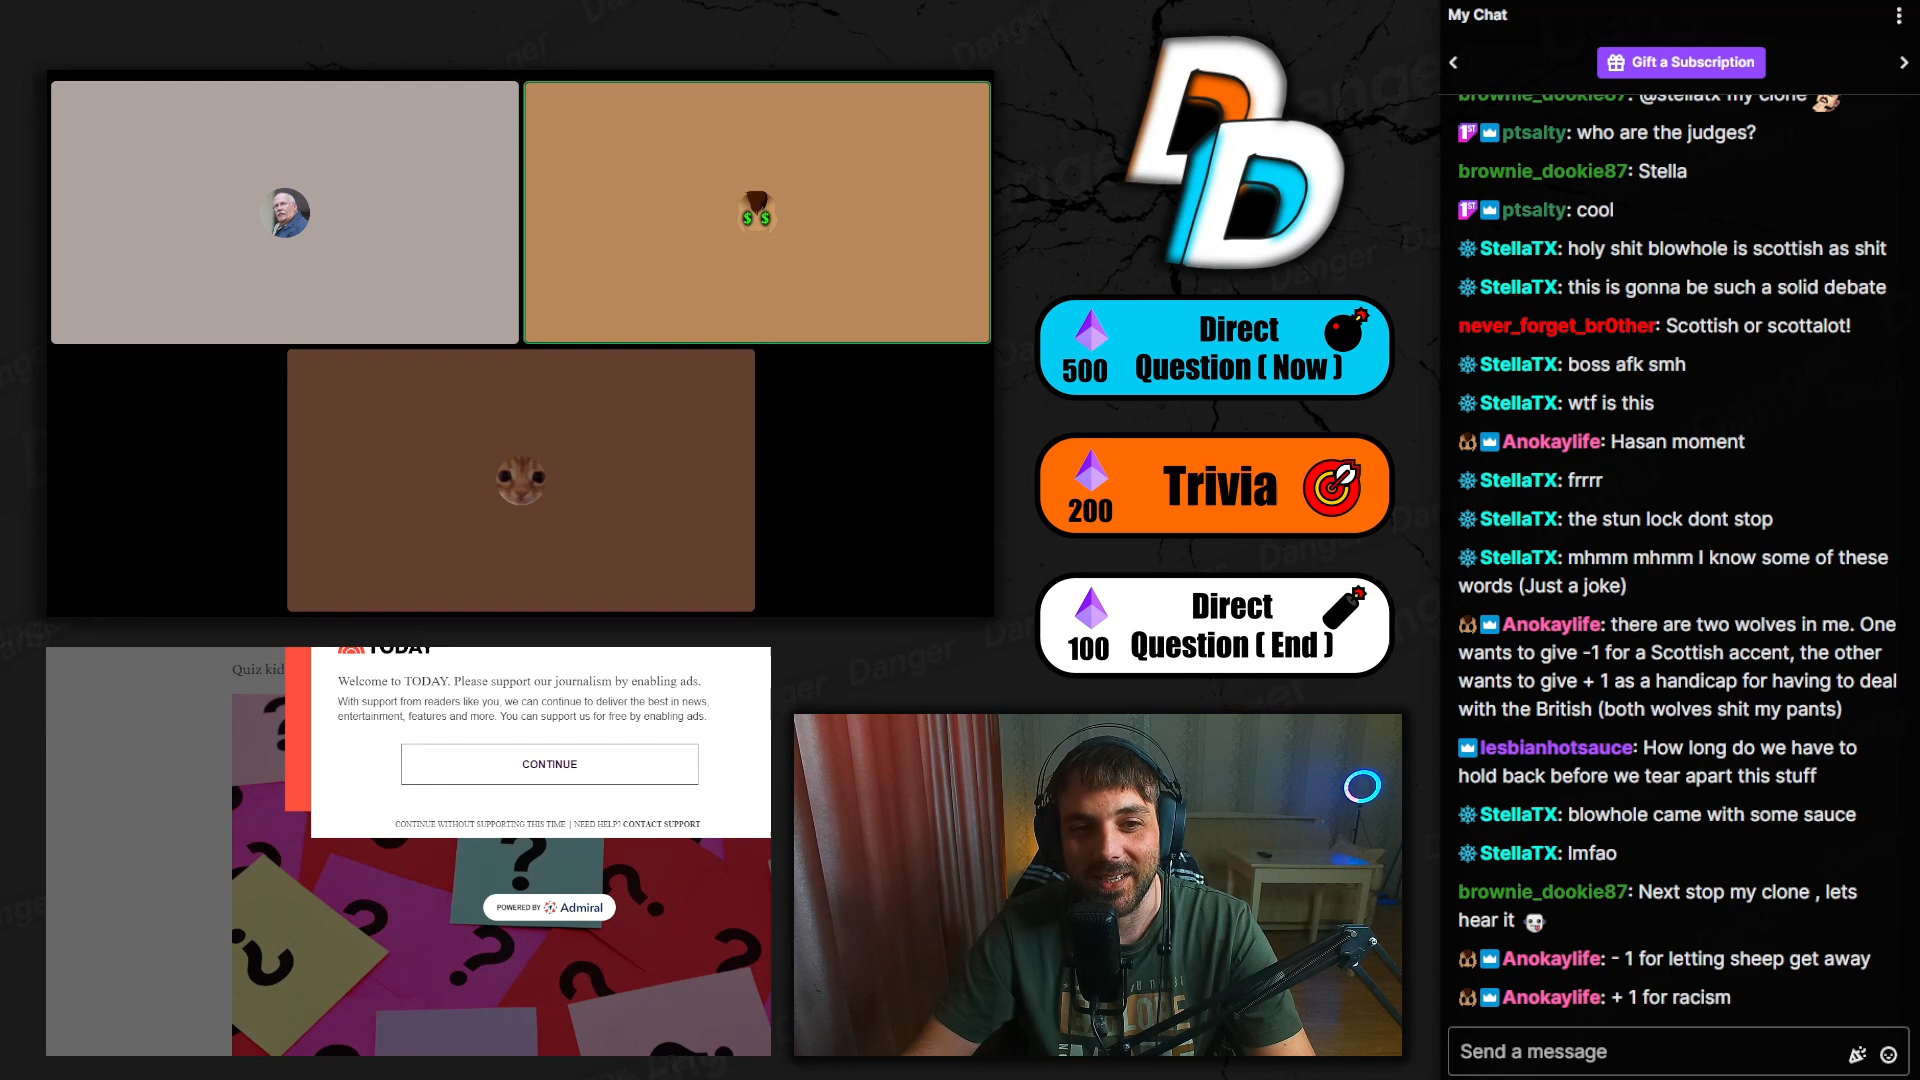 DD
500
Direct
Question ( Now )
200
Trivia
100
Direct
Question ( End )
Quiz kid
TODAY
Welcome to TODAY. Please support our journalism by enabling ads.
With support from readers like you, we can continue to deliver the best in news,
entertainment, features and more. You can support us for free by enabling ads.
CONTINUE
CONTINUE WITHOUT SUPPORTING THIS TIME | NEED HELP? CONTACT SUPPORT
POWERED BY Admiral
My Chat
Gift a Subscription
brownie_dookie87: @stellatx my clone
1ST ptsalty: who are the judges?
brownie_dookie87: Stella
1ST ptsalty: cool
StellaTX: holy shit blowhole is scottish as shit
StellaTX: this is gonna be such a solid debate
never_forget_br0ther: Scottish or scottalot!
StellaTX: boss afk smh
StellaTX: wtf is this
Anokaylife: Hasan moment
StellaTX: frrrr
StellaTX: the stun lock dont stop
StellaTX: mhmm mhmm I know some of these
words (Just a joke)
Anokaylife: there are two wolves in me. One
wants to give -1 for a Scottish accent, the other
wants to give + 1 as a handicap for having to deal
with the British (both wolves shit my pants)
lesbianhotsauce: How long do we have to
hold back before we tear apart this stuff
StellaTX: blowhole came with some sauce
StellaTX: lmfao
brownie_dookie87: Next stop my clone , lets
hear it
Anokaylife: - 1 for letting sheep get away
Anokaylife: + 1 for racism
Send a message